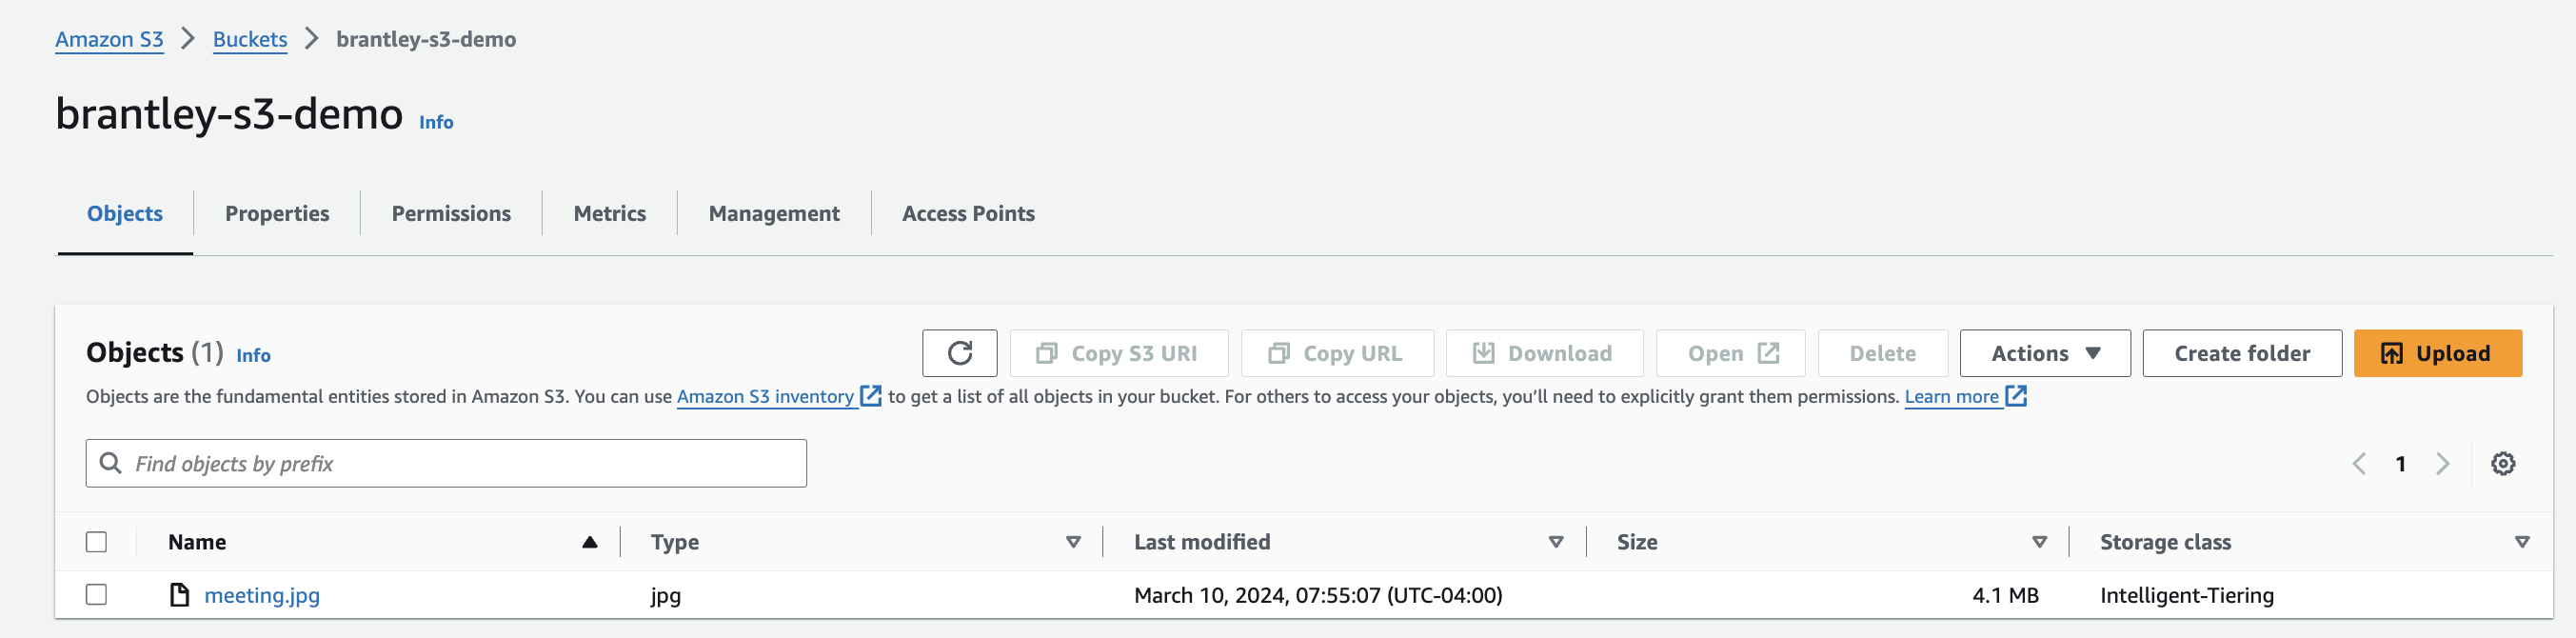 Amazon S3 > Buckets > brantley-s3-demo
brantley-s3-demo Info
Objects Properties Permissions Metrics Management Access Points
Objects (1) Info Copy S3 URI Copy URL Download Open Delete Actions Create folder Upload
Objects are the fundamental entities stored in Amazon S3. You can use Amazon S3 inventory to get a list of all objects in your bucket. For others to access your objects, you’ll need to explicitly grant them permissions. Learn more
Find objects by prefix 1
Name Type Last modified Size Storage class
meeting.jpg jpg March 10, 2024, 07:55:07 (UTC-04:00) 4.1 MB Intelligent-Tiering